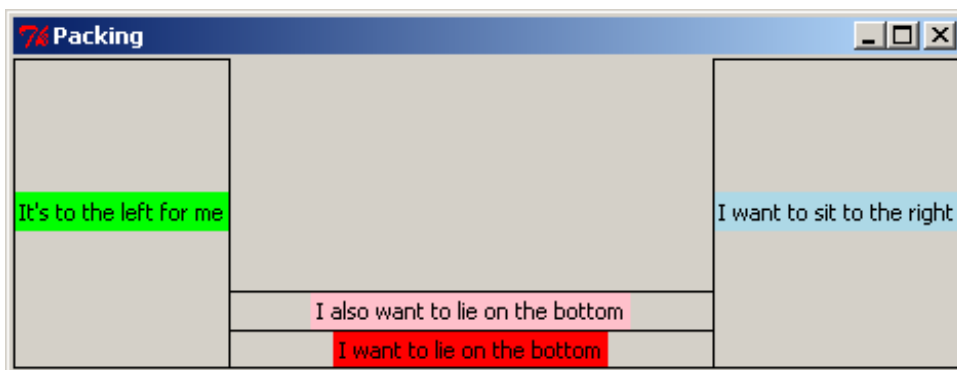 Packing
It's to the left for me
I want to sit to the right
I also want to lie on the bottom
I want to lie on the bottom